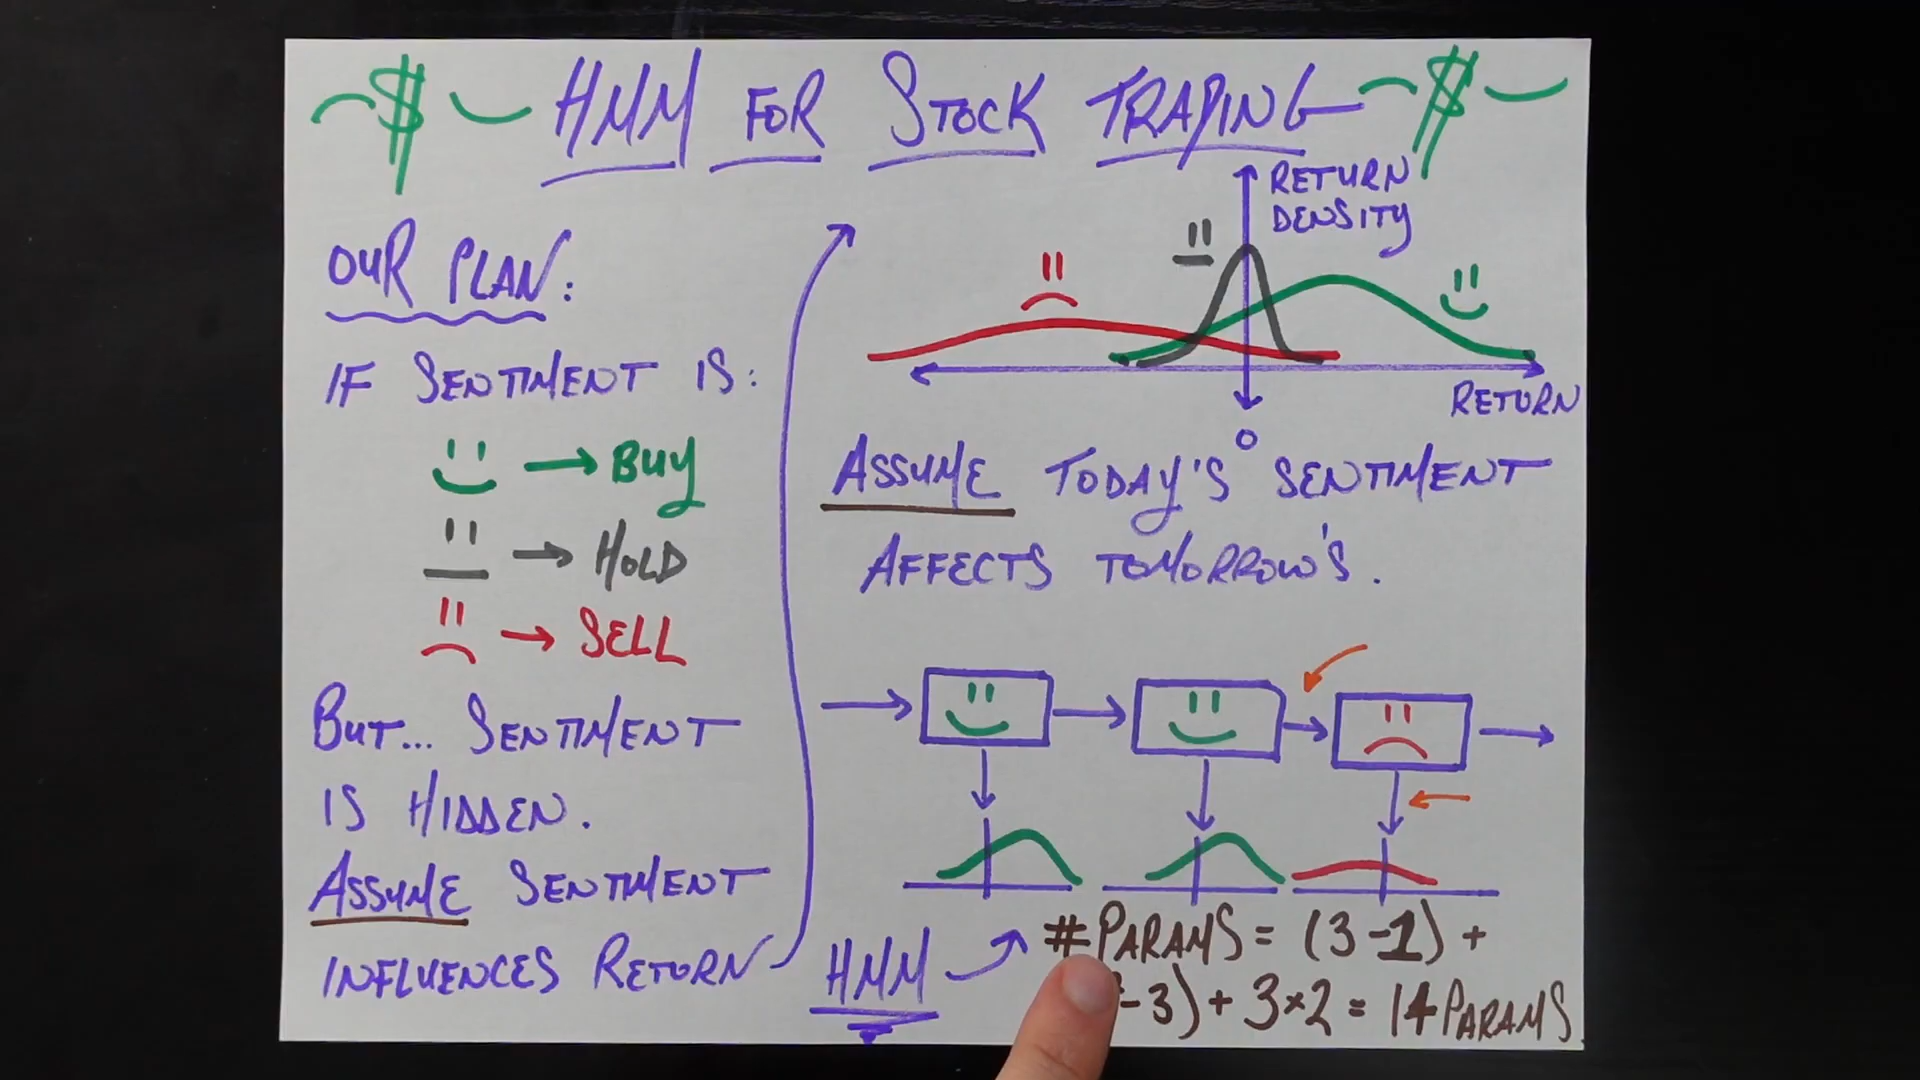 $ HMM FOR STOCK TRADING $
OUR PLAN:
IF SENTIMENT IS:
→ BUY
→ HOLD
→ SELL
BUT... SENTIMENT
IS HIDDEN.
ASSUME SENTIMENT
INFLUENCES RETURN
RETURN
DENSITY
RETURN
0
ASSUME TODAY'S SENTIMENT
AFFECTS TOMORROW'S.
HMM
# PARAMS = (3-1) +
-3) + 3×2 = 14 PARAMS